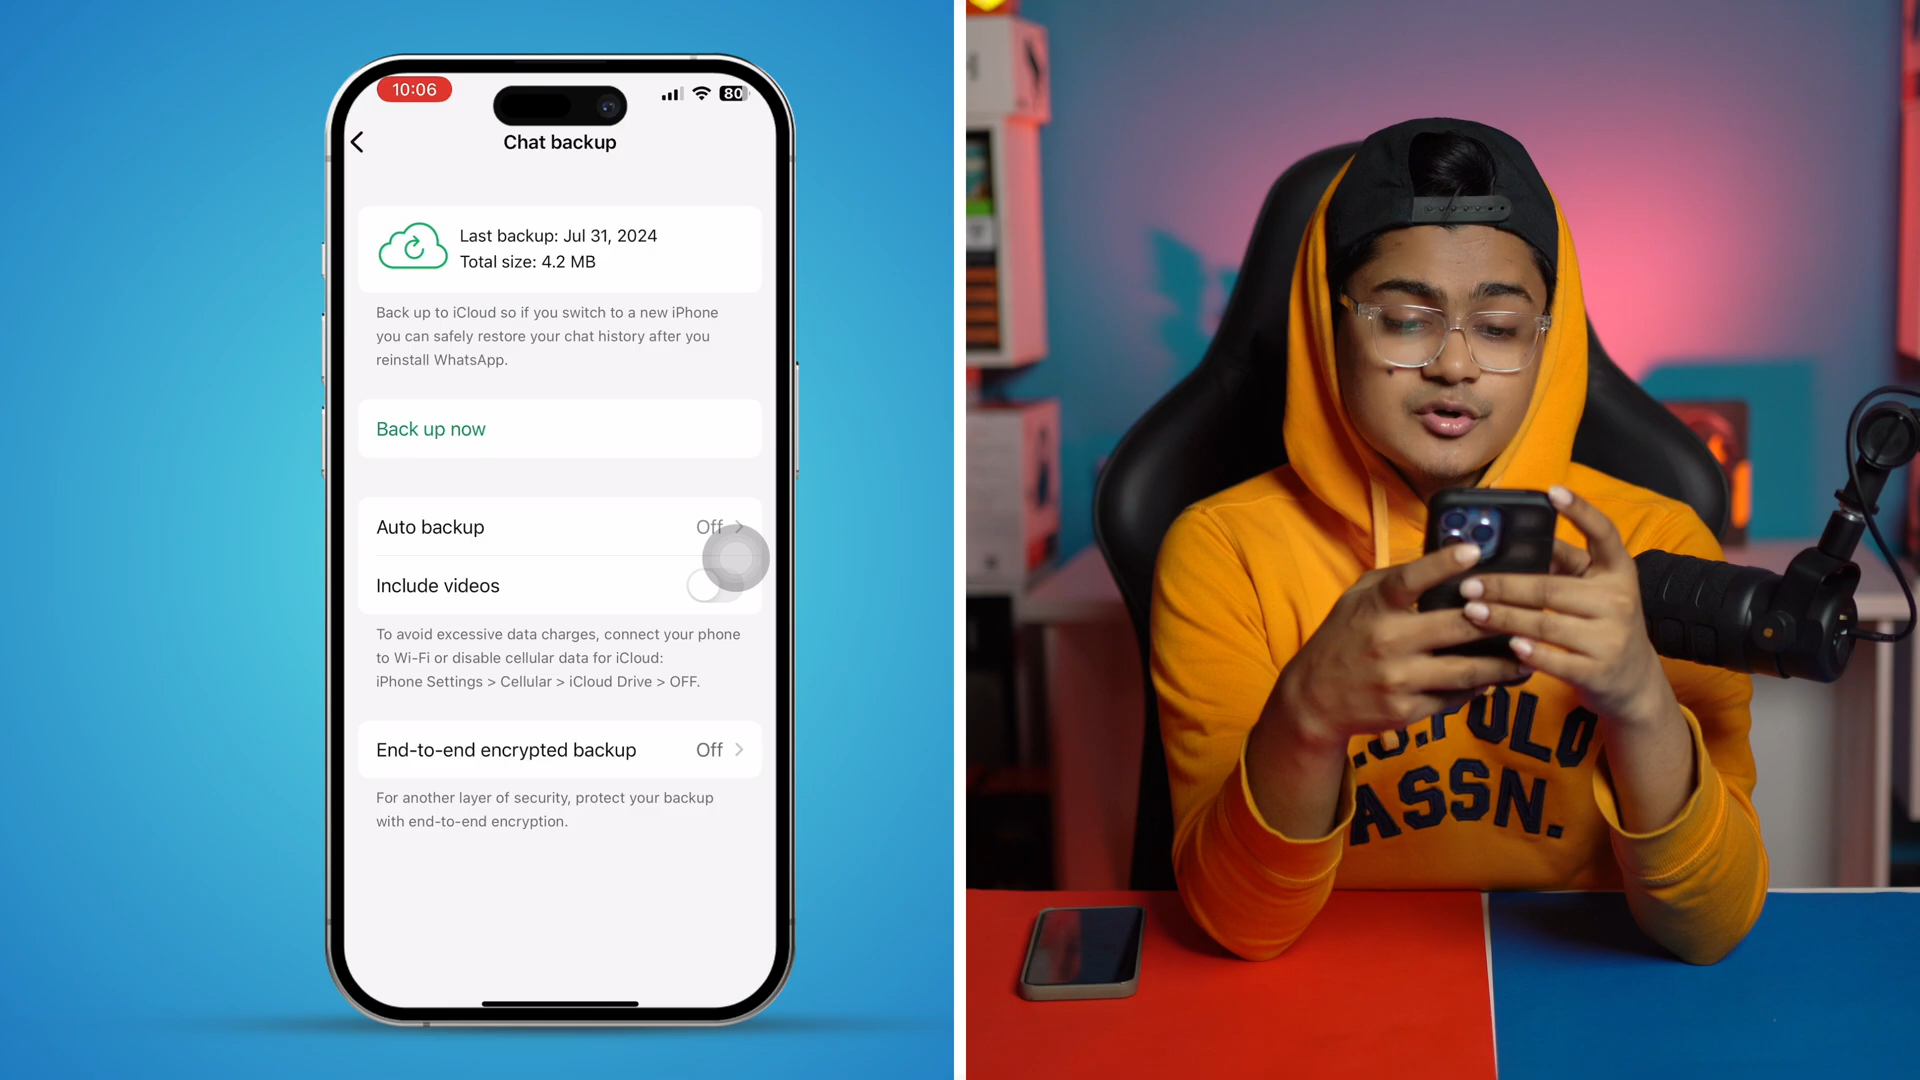 10:06
80
Chat backup
Last backup: Jul 31, 2024
Total size: 4.2 MB
Back up to iCloud so if you switch to a new iPhone
you can safely restore your chat history after you
reinstall WhatsApp.
Back up now
Auto backup Off
Include videos
To avoid excessive data charges, connect your phone
to Wi-Fi or disable cellular data for iCloud:
iPhone Settings > Cellular > iCloud Drive > OFF.
End-to-end encrypted backup Off
For another layer of security, protect your backup
with end-to-end encryption.
POLO
ASSN.